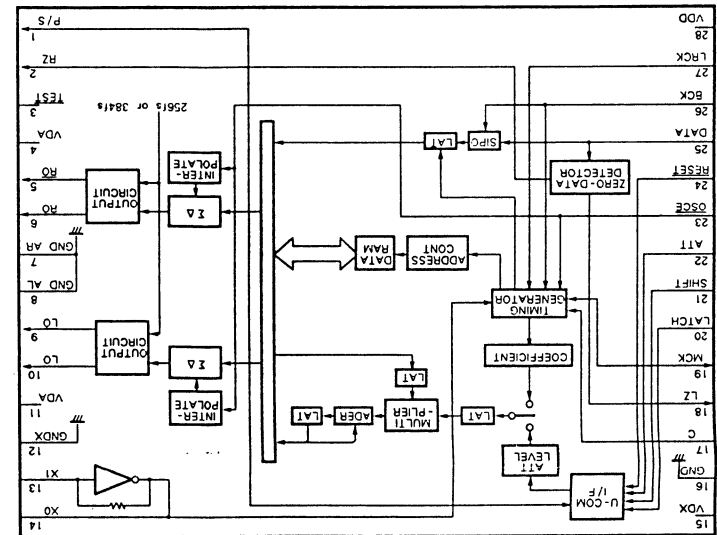 15
VDX
16
GND
17
C
18
LZ
19
MCK
20
LATCH
21
SHIFT
22
ATT
23
OSCE
24
RESET
25
DATA
26
BCK
27
LRCK
28
VDD
U-COM
I/F
ATT
LEVEL
LAT
MULTI
-PLIER
ADER
LAT
LAT
COEFFICIENT
TIMING
GENERATOR
ADDRESS
CONT
DATA
RAM
ZERO-DATA
DETECTOR
SIPO
LAT
INTER-
POLATE
ΣΔ
OUTPUT
CIRCUIT
ΣΔ
INTER-
POLATE
OUTPUT
CIRCUIT
256fs or 384fs
14
X0
13
X1
12
GNDX
11
VDA
10
LO
9
LO
8
GND AL
7
GND AR
6
RO
5
RO
4
VDA
3
TEST
2
RZ
1
P/S